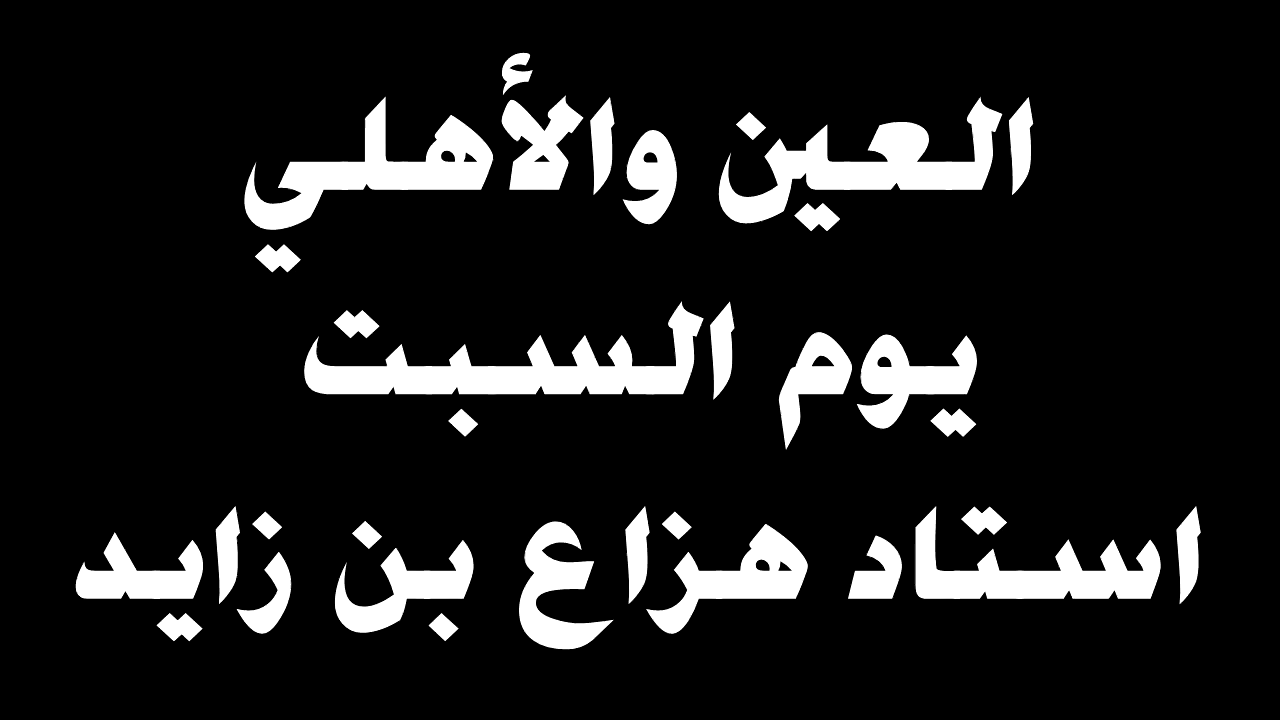 العين والأهلي
يوم السبت
استاد هزاع بن زايد